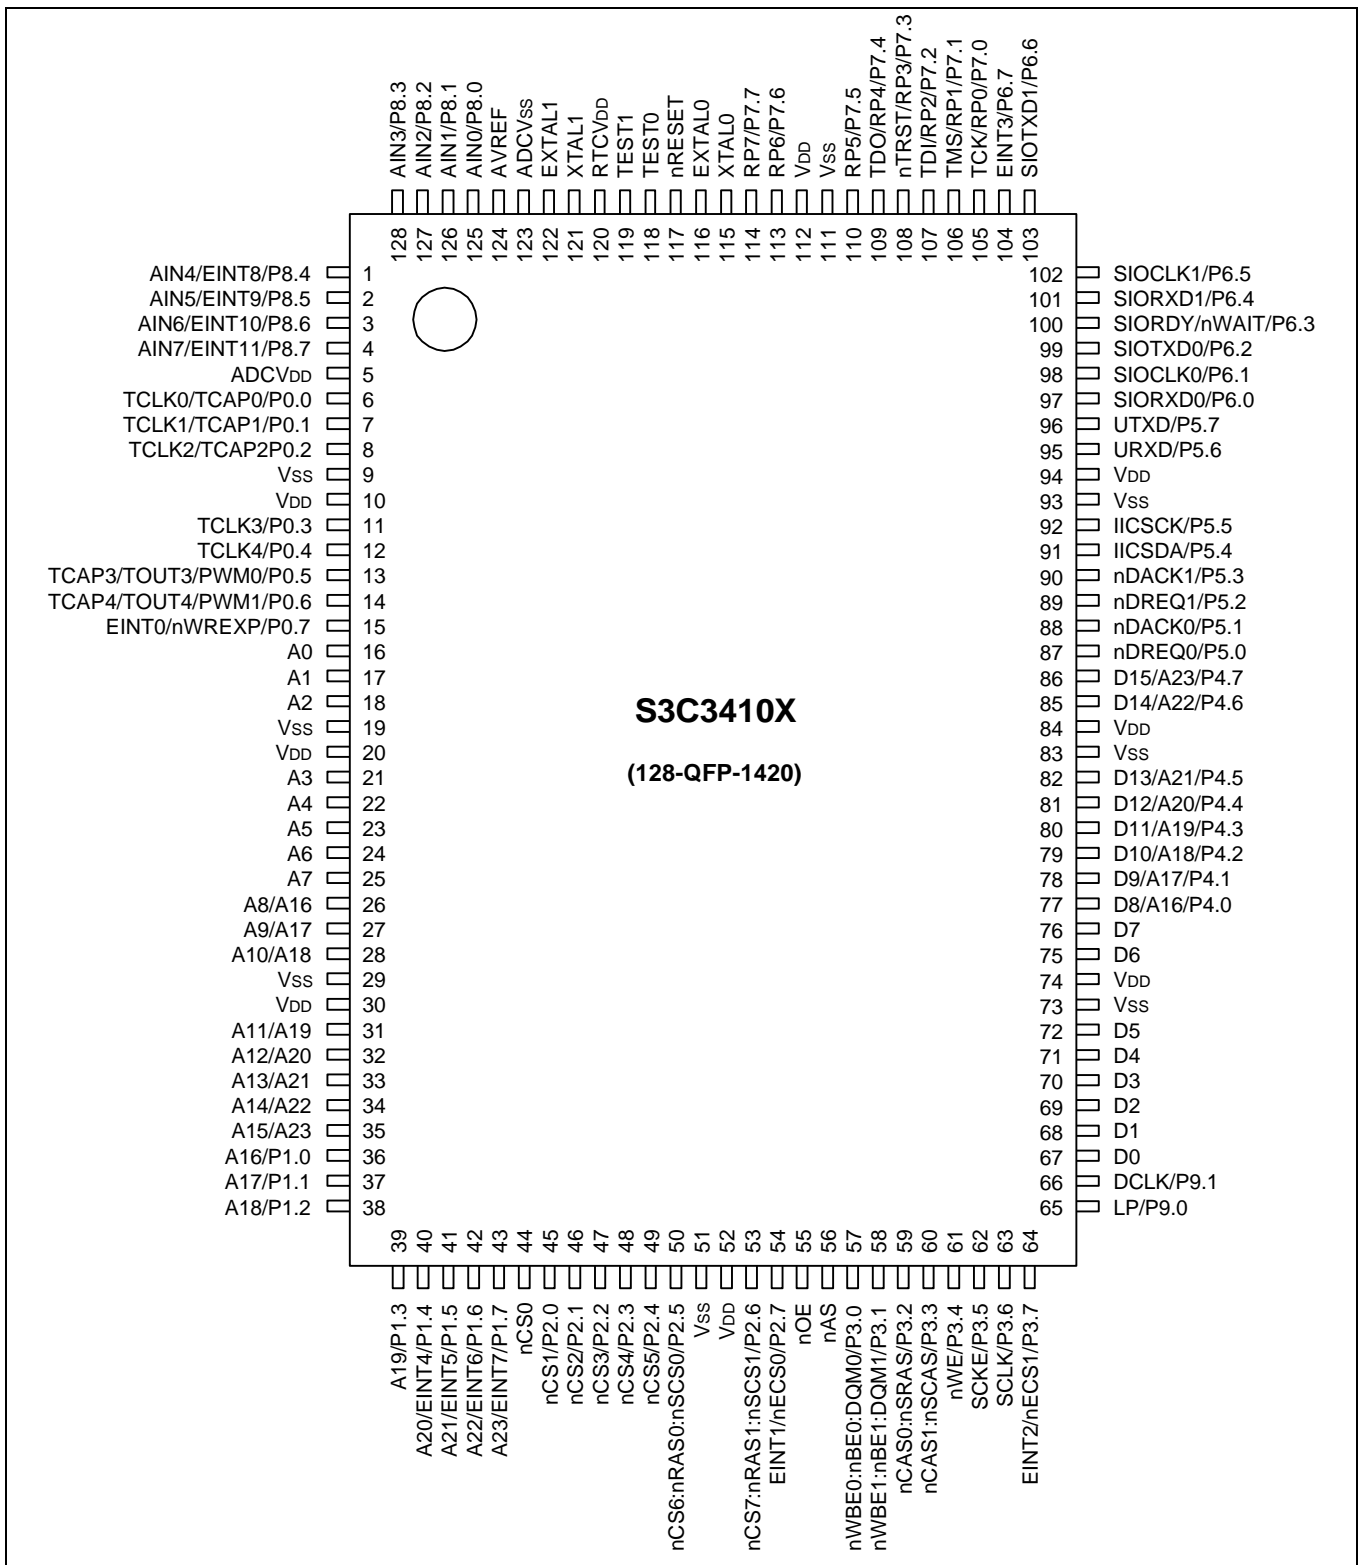 AIN3/P8.3
AIN2/P8.2
AIN1/P8.1
AIN0/P8.0
AVREF
ADCVSS
EXTAL1
XTAL1
RTCVDD
TEST1
TEST0
nRESET
EXTAL0
XTAL0
RP7/P7.7
RP6/P7.6
VDD
VSS
RP5/P7.5
TDO/RP4/P7.4
nTRST/RP3/P7.3
TDI/RP2/P7.2
TMS/RP1/P7.1
TCK/RP0/P7.0
EINT3/P6.7
SIOTXD1/P6.6
128
127
126
125
124
123
122
121
120
119
118
117
116
115
114
113
112
111
110
109
108
107
106
105
104
103
AIN4/EINT8/P8.4 1
AIN5/EINT9/P8.5 2
AIN6/EINT10/P8.6 3
AIN7/EINT11/P8.7 4
ADCVDD 5
TCLK0/TCAP0/P0.0 6
TCLK1/TCAP1/P0.1 7
TCLK2/TCAP2P0.2 8
VSS 9
VDD 10
TCLK3/P0.3 11
TCLK4/P0.4 12
TCAP3/TOUT3/PWM0/P0.5 13
TCAP4/TOUT4/PWM1/P0.6 14
EINT0/nWREXP/P0.7 15
A0 16
A1 17
A2 18
VSS 19
VDD 20
A3 21
A4 22
A5 23
A6 24
A7 25
A8/A16 26
A9/A17 27
A10/A18 28
VSS 29
VDD 30
A11/A19 31
A12/A20 32
A13/A21 33
A14/A22 34
A15/A23 35
A16/P1.0 36
A17/P1.1 37
A18/P1.2 38
S3C3410X
(128-QFP-1420)
102 SIOCLK1/P6.5
101 SIORXD1/P6.4
100 SIORDY/nWAIT/P6.3
99 SIOTXD0/P6.2
98 SIOCLK0/P6.1
97 SIORXD0/P6.0
96 UTXD/P5.7
95 URXD/P5.6
94 VDD
93 VSS
92 IICSCK/P5.5
91 IICSDA/P5.4
90 nDACK1/P5.3
89 nDREQ1/P5.2
88 nDACK0/P5.1
87 nDREQ0/P5.0
86 D15/A23/P4.7
85 D14/A22/P4.6
84 VDD
83 VSS
82 D13/A21/P4.5
81 D12/A20/P4.4
80 D11/A19/P4.3
79 D10/A18/P4.2
78 D9/A17/P4.1
77 D8/A16/P4.0
76 D7
75 D6
74 VDD
73 VSS
72 D5
71 D4
70 D3
69 D2
68 D1
67 D0
66 DCLK/P9.1
65 LP/P9.0
39
40
41
42
43
44
45
46
47
48
49
50
51
52
53
54
55
56
57
58
59
60
61
62
63
64
A19/P1.3
A20/EINT4/P1.4
A21/EINT5/P1.5
A22/EINT6/P1.6
A23/EINT7/P1.7
nCS0
nCS1/P2.0
nCS2/P2.1
nCS3/P2.2
nCS4/P2.3
nCS5/P2.4
nCS6:nRAS0:nSCS0/P2.5
VSS
VDD
nCS7:nRAS1:nSCS1/P2.6
EINT1/nECS0/P2.7
nOE
nAS
nWBE0:nBE0:DQM0/P3.0
nWBE1:nBE1:DQM1/P3.1
nCAS0:nSRAS/P3.2
nCAS1:nSCAS/P3.3
nWE/P3.4
SCKE/P3.5
SCLK/P3.6
EINT2/nECS1/P3.7